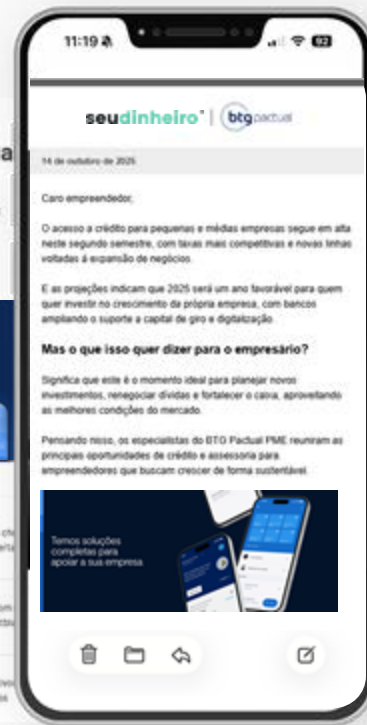 11:19
92
seudinheiro | btg pactual
14 de outubro de 2025
Caro empreendedor,
O acesso a crédito para pequenas e médias empresas segue em alta
neste segundo semestre, com taxas mais competitivas e novas linhas
voltadas à expansão de negócios.
E as projeções indicam que 2025 será um ano favorável para quem
quer investir no crescimento da própria empresa, com bancos
ampliando o suporte a capital de giro e digitalização.
Mas o que isso quer dizer para o empresário?
Significa que este é o momento ideal para planejar novos
investimentos, renegociar dívidas e fortalecer o caixa, aproveitando
as melhores condições do mercado.
Pensando nisso, os especialistas do BTG Pactual PME reuniram as
principais oportunidades de crédito e assessoria para
empreendedores que buscam crescer de forma sustentável.
Temos soluções
completas para
apoiar a sua empresa